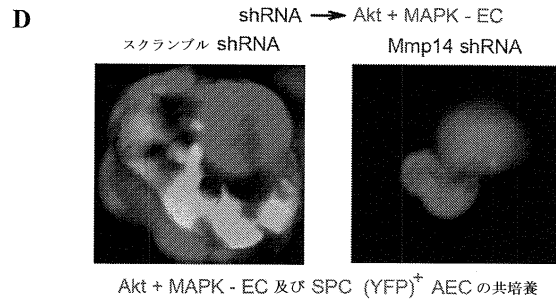 D
shRNA → Akt + MAPK - EC
スクランブル shRNA
Mmp14 shRNA
Akt + MAPK - EC 及び SPC (YFP)+ AEC の共培養